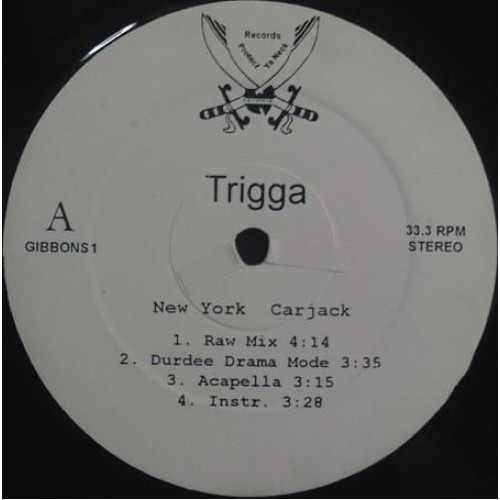 Records
Protect Ya Neck
Trigga
A
GIBBONS1
33.3 RPM
STEREO
New York Carjack
1. Raw Mix 4:14
2. Durdee Drama Mode 3:35
3. Acapella 3:15
4. Instr. 3:28